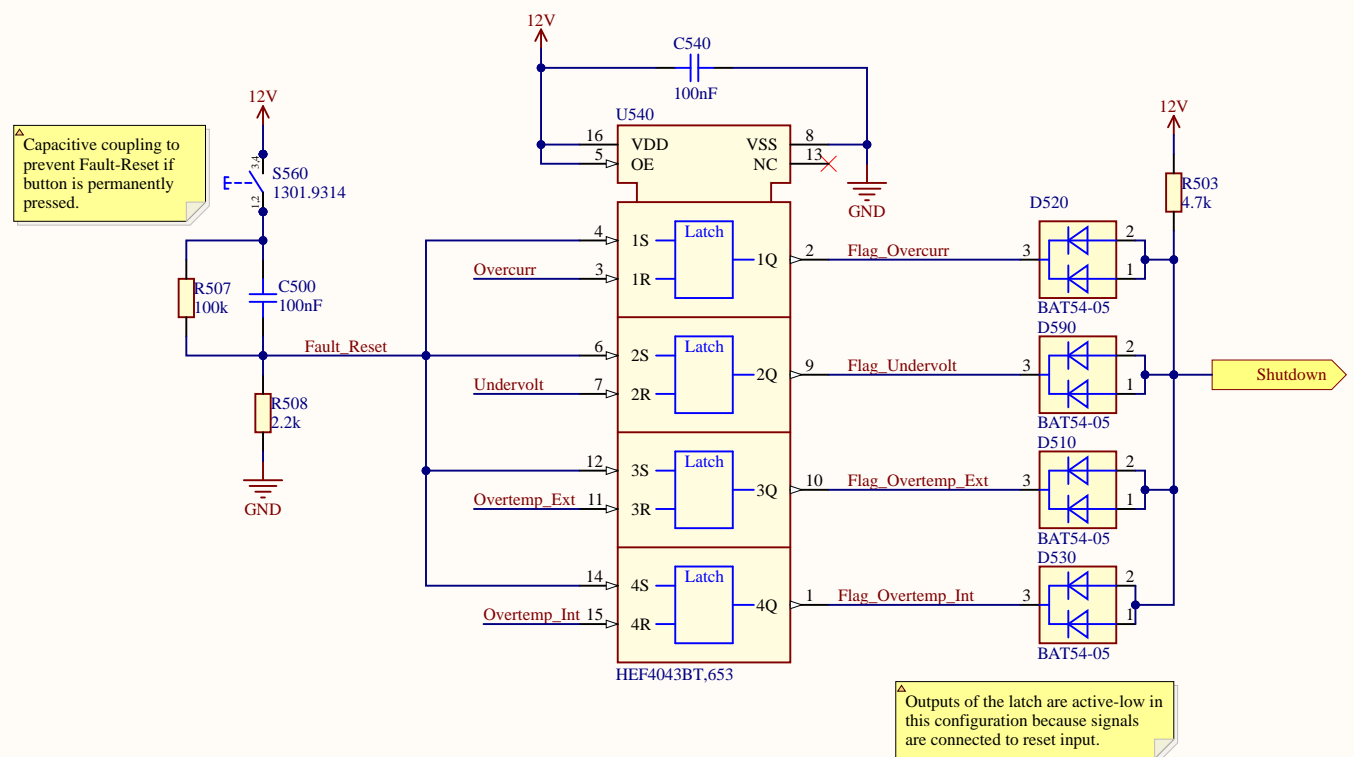 12V
C540
100nF
U540
16 VDD
VSS 8
5 OE
NC 13
GND
12V
Capacitive coupling to
prevent Fault-Reset if
button is permanently
pressed.
3,4
S560
1301.9314
1,2
R507
100k
C500
100nF
Fault_Reset
R508
2.2k
GND
4 1S
Latch
1Q 2
Overcurr 3 1R
Flag_Overcurr
6 2S
Latch
2Q 9
Undervolt 7 2R
Flag_Undervolt
12 3S
Latch
3Q 10
Overtemp_Ext 11 3R
Flag_Overtemp_Ext
14 4S
Latch
4Q 1
Overtemp_Int 15 4R
Flag_Overtemp_Int
HEF4043BT,653
12V
R503
4.7k
D520
3
2
1
BAT54-05
D590
3
2
1
BAT54-05
D510
3
2
1
BAT54-05
D530
3
2
1
BAT54-05
Shutdown
Outputs of the latch are active-low in
this configuration because signals
are connected to reset input.